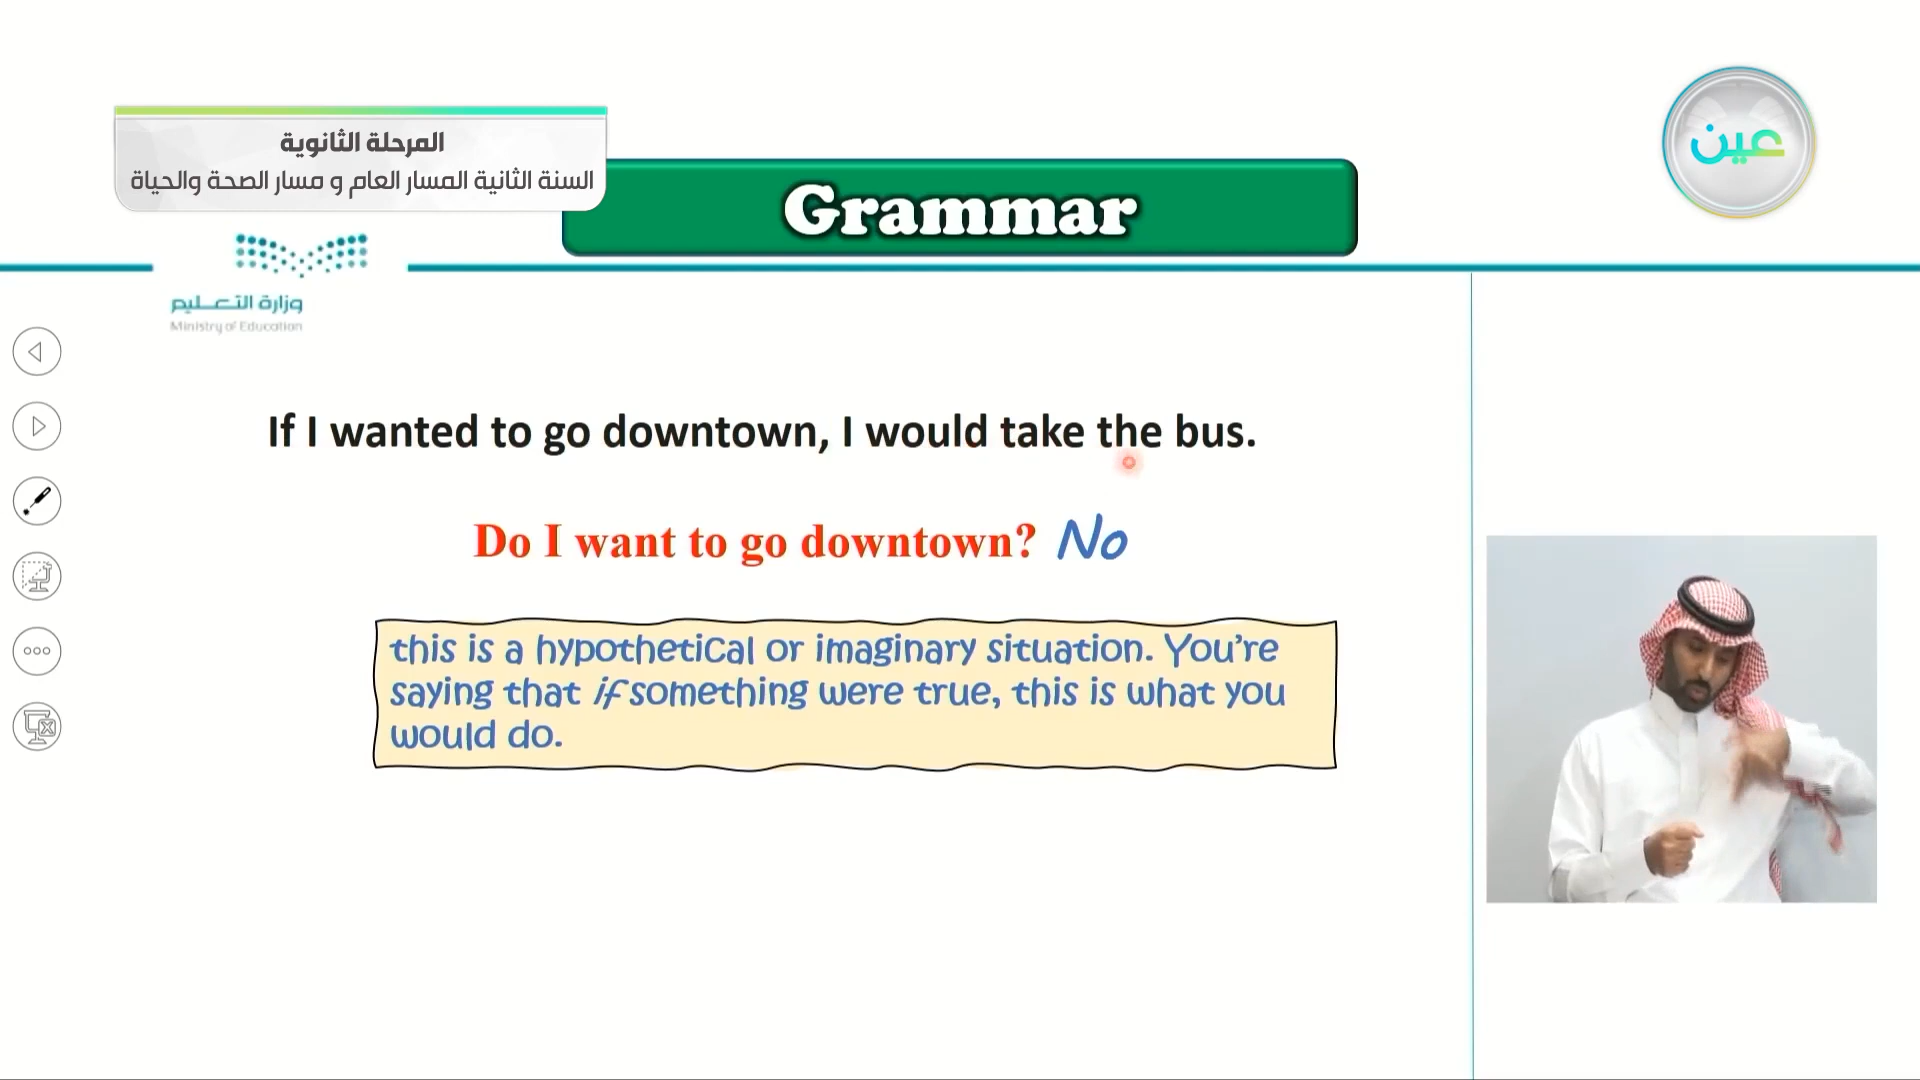 المرحلة الثانوية
السنة الثانية المسار العام و مسار الصحة والحياة
عين
Grammar
وزارة التعليم
Ministry of Education
If I wanted to go downtown, I would take the bus.
Do I want to go downtown? No
this is a hypothetical or imaginary situation. You're
saying that if something were true, this is what you
would do.